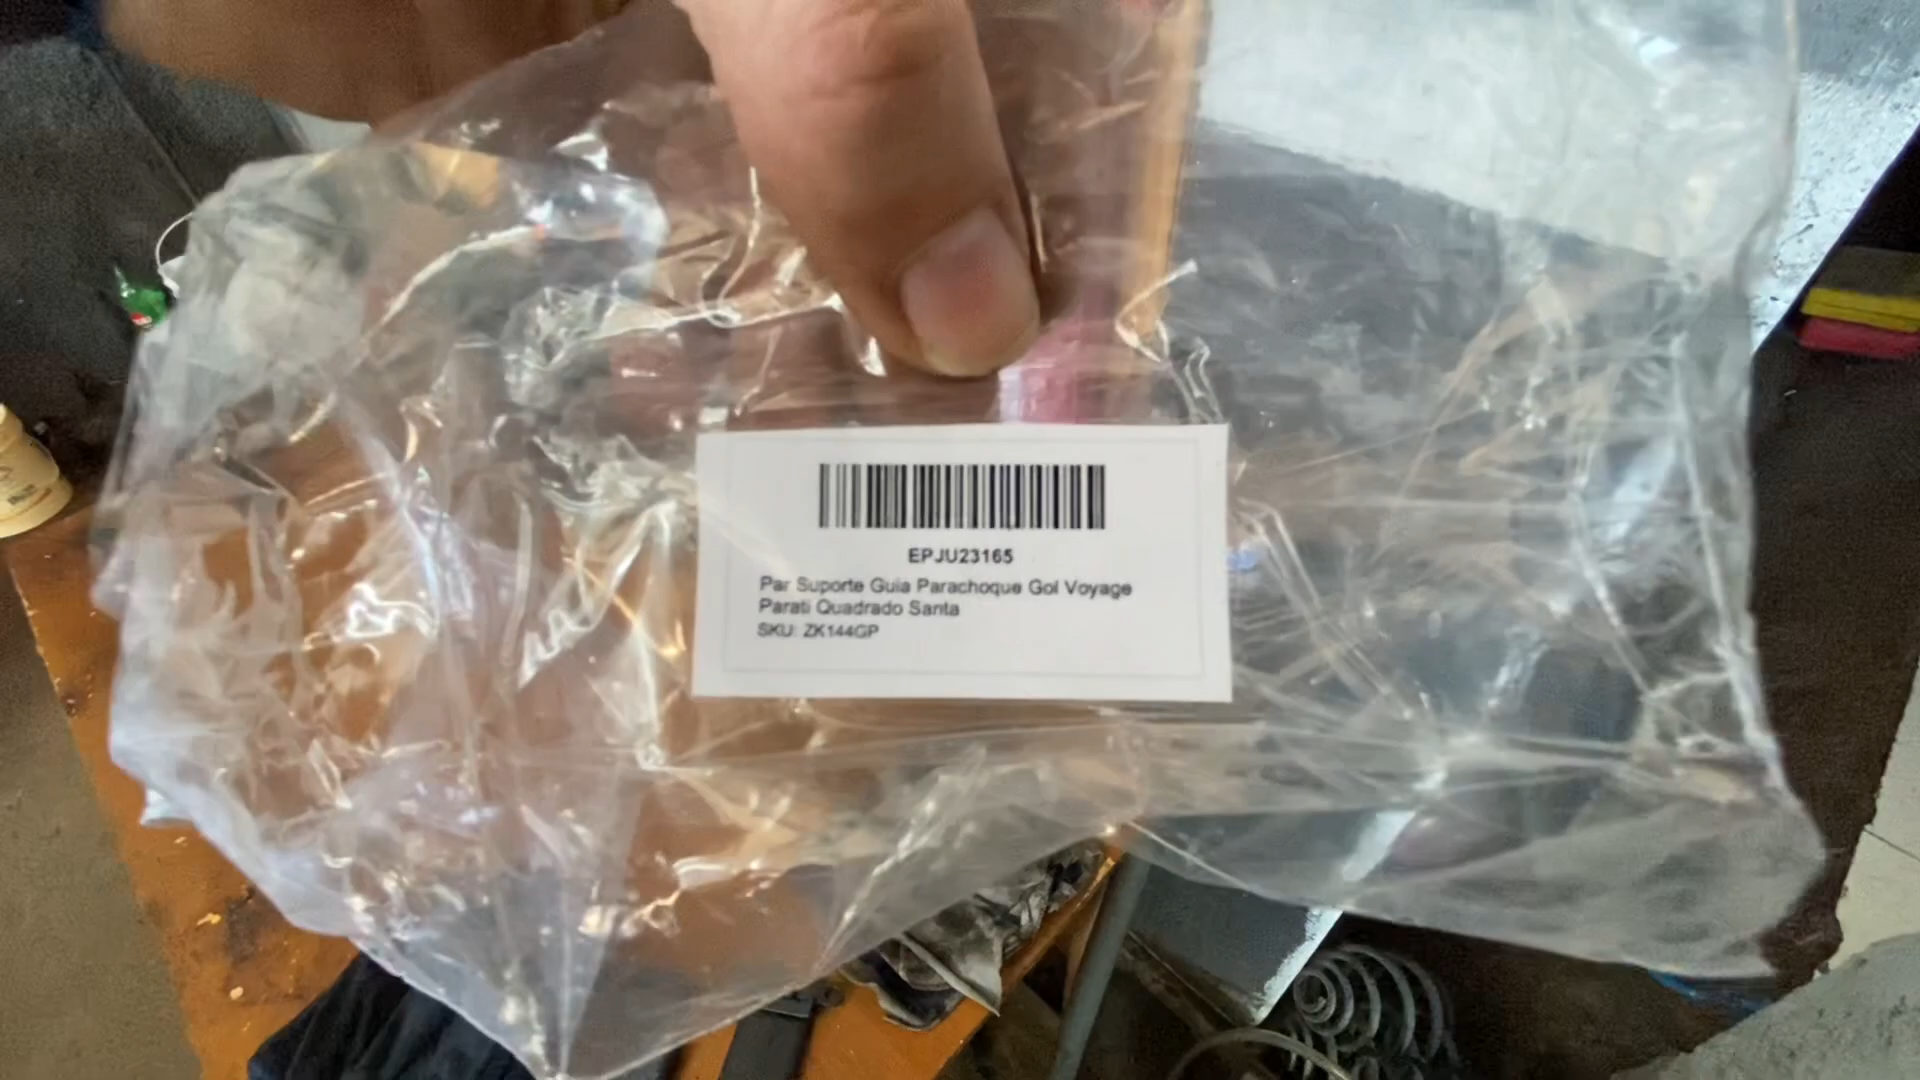 EPJU23165
Par Suporte Guia Parachoque Gol Voyage
Parati Quadrado Santa
SKU: ZK144GP